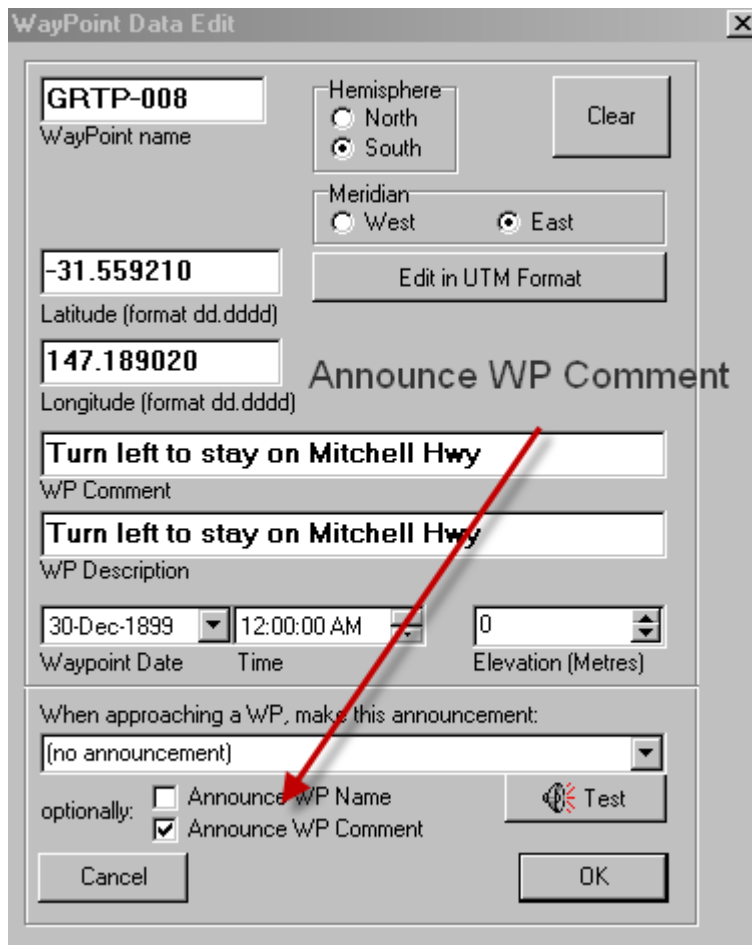 WayPoint Data Edit
GRTP-008
WayPoint name
Hemisphere
North
South
Clear
Meridian
West
East
-31.559210
Latitude (format dd.dddd)
Edit in UTM Format
147.189020
Longitude (format dd.dddd)
Announce WP Comment
Turn left to stay on Mitchell Hwy
WP Comment
Turn left to stay on Mitchell Hwy
WP Description
30-Dec-1899 12:00:00 AM 0
Waypoint Date Time Elevation (Metres)
When approaching a WP, make this announcement:
(no announcement)
optionally:
Announce WP Name
Announce WP Comment
Test
Cancel OK